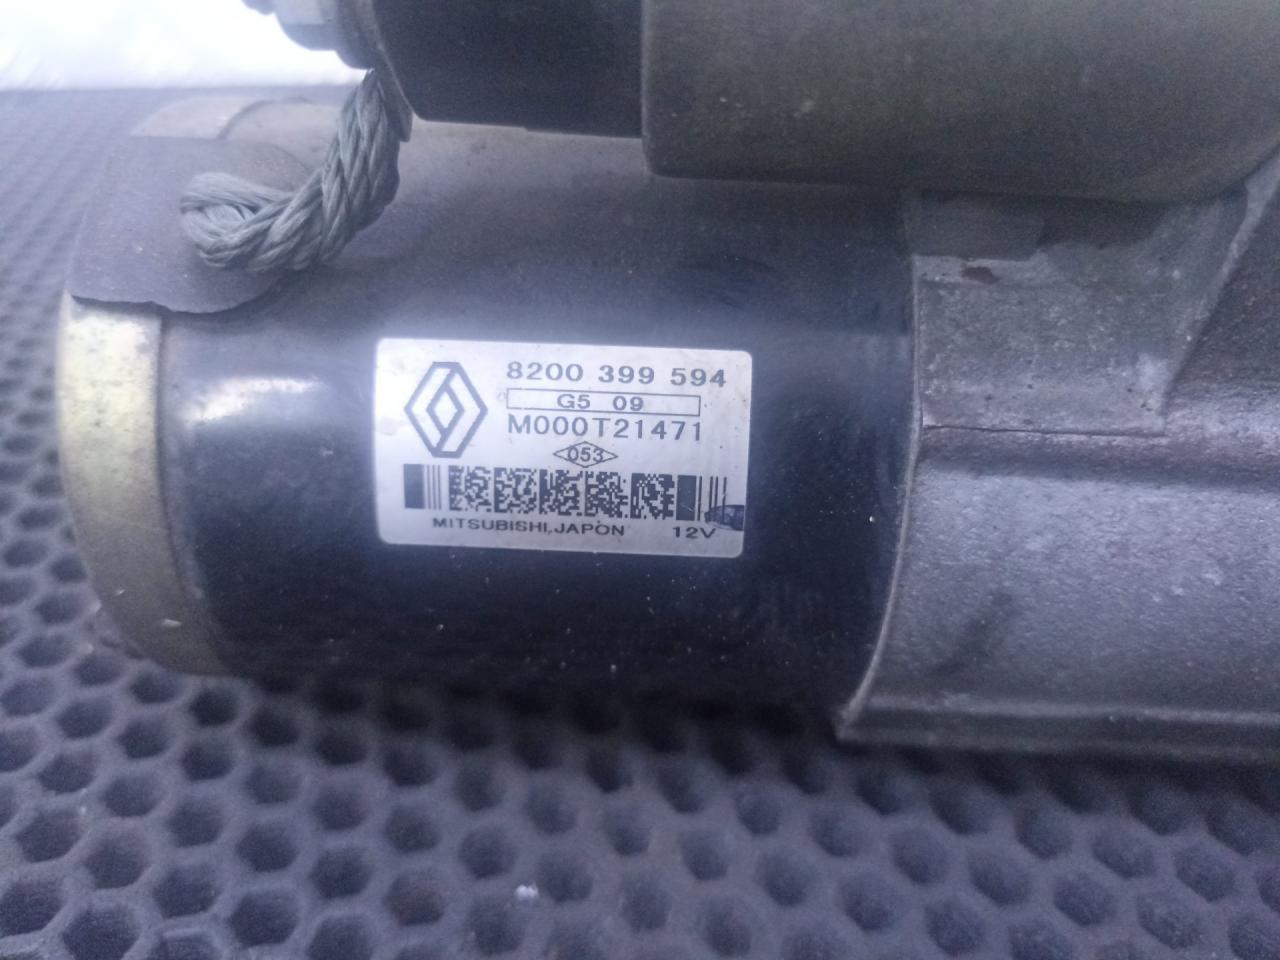 8200 399 594
G5 09
M000T21471
053
MITSUBISHI,JAPON 12V